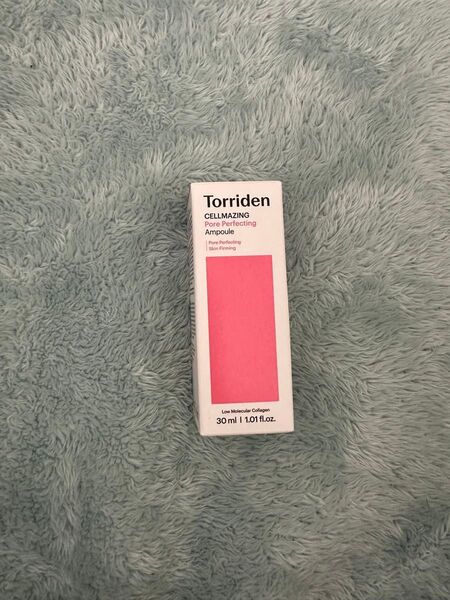 Torriden
CELLMAZING
Pore Perfecting
Ampoule
Pore Perfecting
Skin Firming
Low Molecular Collagen
30 ml | 1.01 fl.oz.